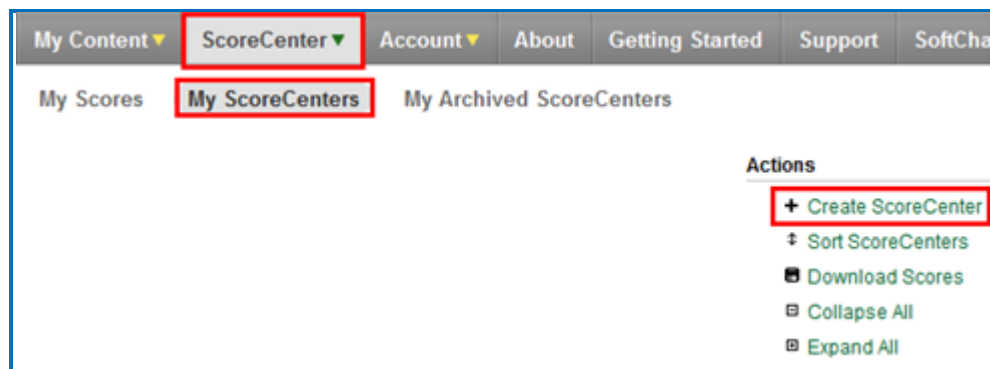 My Content ScoreCenter Account About Getting Started Support SoftCha
My Scores My ScoreCenters My Archived ScoreCenters
Actions
Create ScoreCenter
Sort ScoreCenters
Download Scores
Collapse All
Expand All